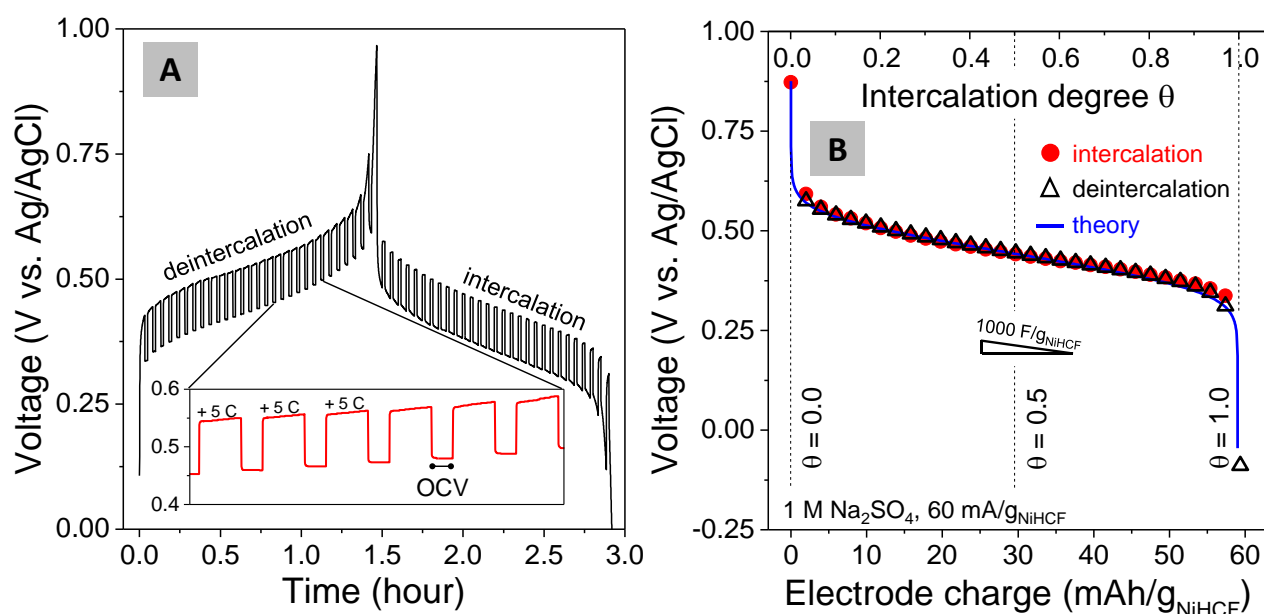 A
1.00
0.75
0.50
0.25
0.00
Voltage (V vs. Ag/AgCl)
deintercalation
intercalation
0.6
0.5
0.4
+ 5 C
+ 5 C
+ 5 C
OCV
0.0 0.5 1.0 1.5 2.0 2.5 3.0
Time (hour)
B
1.00
0.75
0.50
0.25
0.00
-0.25
Voltage (V vs. Ag/AgCl)
0.0 0.2 0.4 0.6 0.8 1.0
Intercalation degree θ
intercalation
deintercalation
theory
1000 F/gNiHCF
θ = 0.0
θ = 0.5
θ = 1.0
1 M Na₂SO₄, 60 mA/gNiHCF
0 10 20 30 40 50 60
Electrode charge (mAh/gNiHCF)